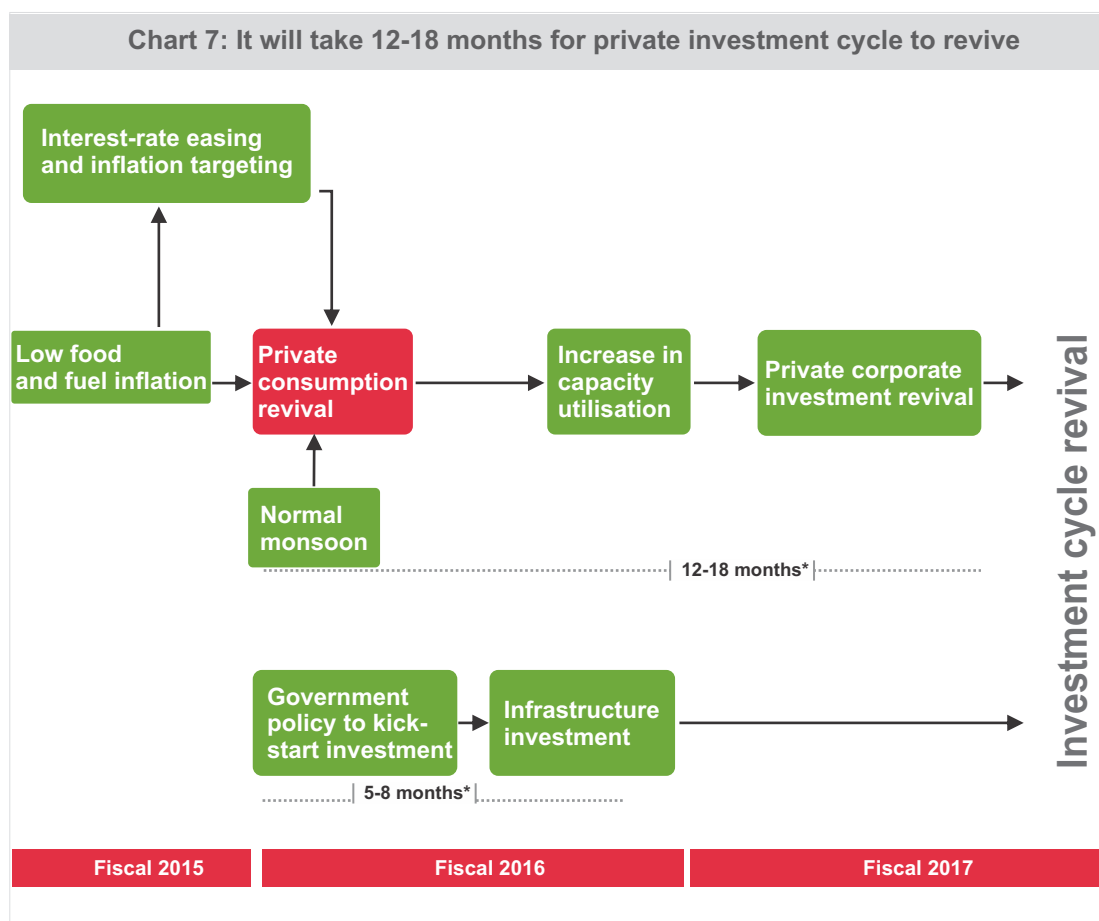 Chart 7: It will take 12-18 months for private investment cycle to revive
Interest-rate easing
and inflation targeting
Low food
and fuel inflation
Private
consumption
revival
Increase in
capacity
utilisation
Private corporate
investment revival
Normal
monsoon
12-18 months*
Government
policy to kick-
start investment
Infrastructure
investment
5-8 months*
Investment cycle revival
Fiscal 2015
Fiscal 2016
Fiscal 2017